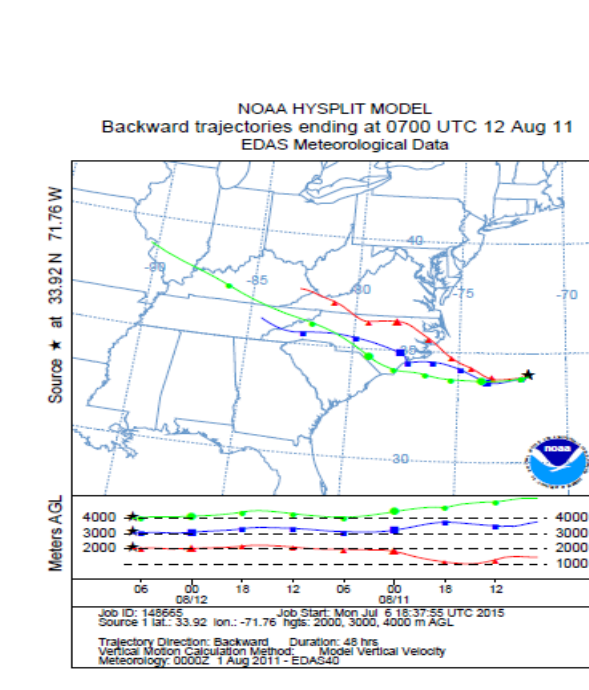 NOAA HYSPLIT MODEL
Backward trajectories ending at 0700 UTC 12 Aug 11
EDAS Meteorological Data
Source ★ at 33.92 N 71.76 W
40
-90
-85
-80
-75
-70
35
30
noaa
Meters AGL
4000 4000
3000 3000
2000 2000
1000
06 00 18 12 06 00 18 12
08/12 08/11
Job ID: 148665 Job Start: Mon Jul 6 18:37:55 UTC 2015
Source 1 lat.: 33.92 lon.: -71.76 hgts: 2000, 3000, 4000 m AGL
Trajectory Direction: Backward Duration: 48 hrs
Vertical Motion Calculation Method: Model Vertical Velocity
Meteorology: 0000Z 1 Aug 2011 - EDAS40